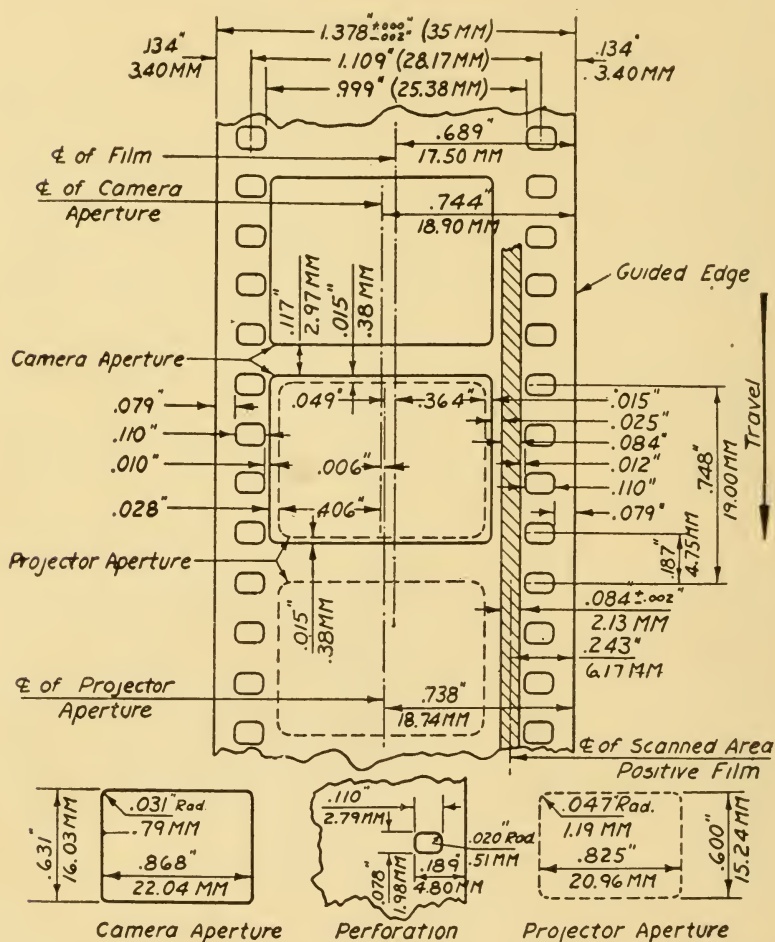 1.378" +.000" -.002" (35 MM)
.134"
3.40 MM
1.109" (28.17 MM)
.134"
3.40 MM
.999" (25.38 MM)
.689"
17.50 MM
℄ of Film
℄ of Camera
Aperture
.744"
18.90 MM
Guided Edge
.117"
2.97 MM
.015"
.38 MM
Camera Aperture
Travel
.079"
.049"
.364"
.015"
.025"
.110"
.084"
.748"
19.00 MM
.010"
.006"
.012"
.110"
.028"
.406"
.079"
.187"
4.75 MM
Projector Aperture
.015"
.38 MM
.084" ±.002"
2.13 MM
.243"
6.17 MM
℄ of Projector
Aperture
.738"
18.74 MM
℄ of Scanned Area
Positive Film
.031" Rad.
.79 MM
.631"
16.03 MM
.868"
22.04 MM
Camera Aperture
.110"
2.79 MM
.020" Rad.
.51 MM
.078"
1.98 MM
.189"
4.80 MM
Perforation
.047" Rad.
1.19 MM
.825"
20.96 MM
.600"
15.24 MM
Projector Aperture